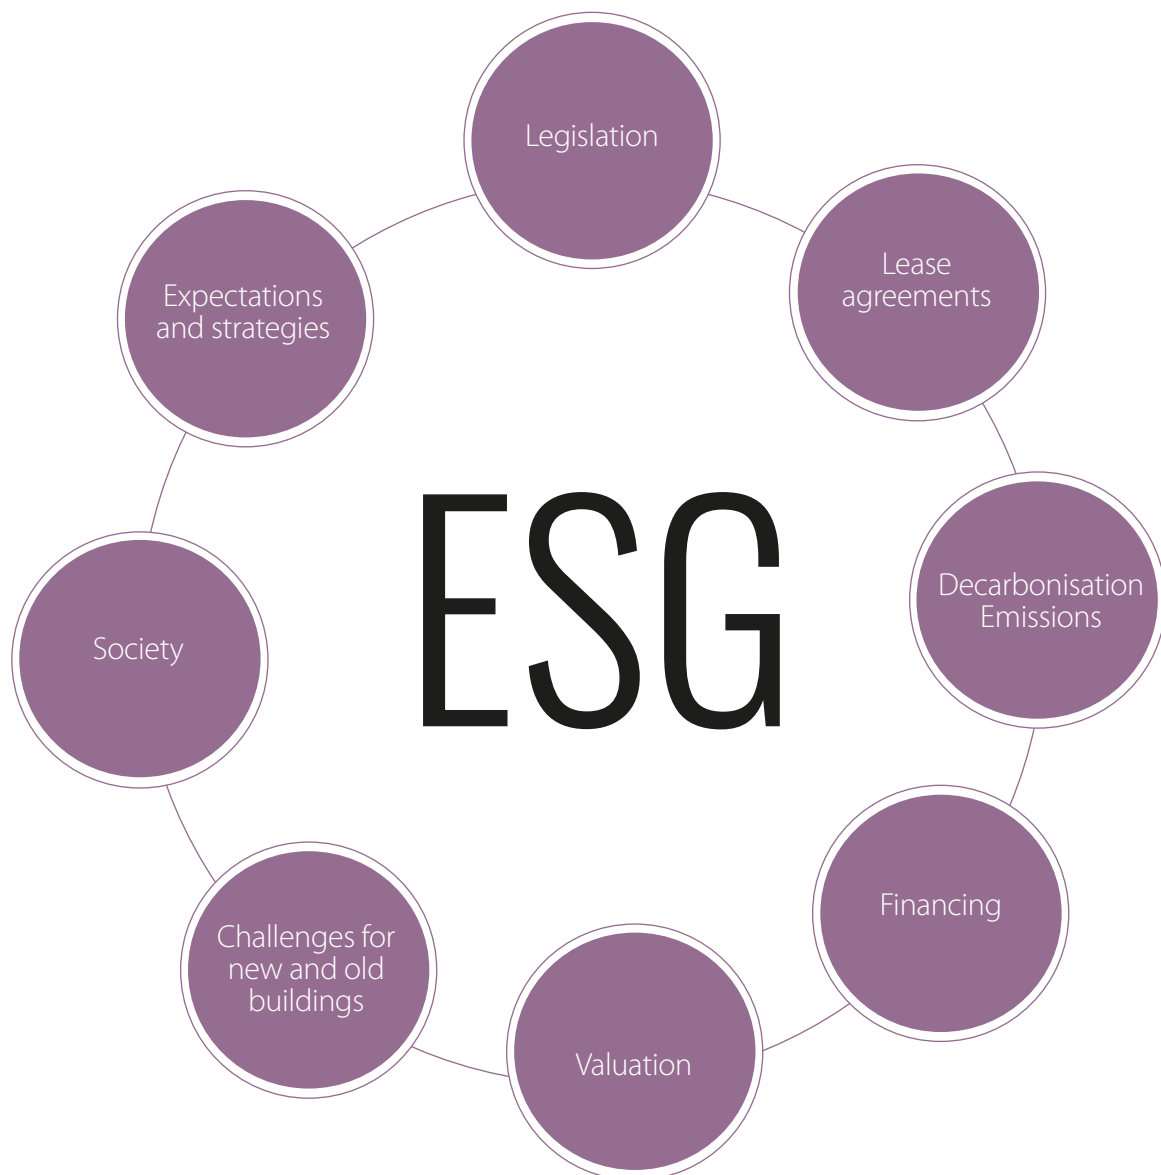 Legislation
Lease
agreements
Decarbonisation
Emissions
Financing
Valuation
Challenges for
new and old
buildings
Society
Expectations
and strategies
ESG